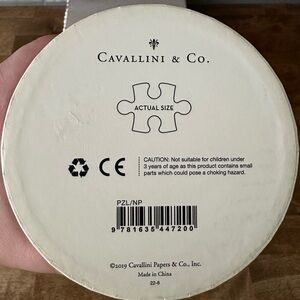 CAVALLINI & CO.
ACTUAL SIZE
CE
CAUTION: Not suitable for children under
3 years of age as this product contains small
parts which could pose a choking hazard.
PZL/NP
9 781635 447200
©2019 Cavallini Papers & Co., Inc.
Made in China
22-8